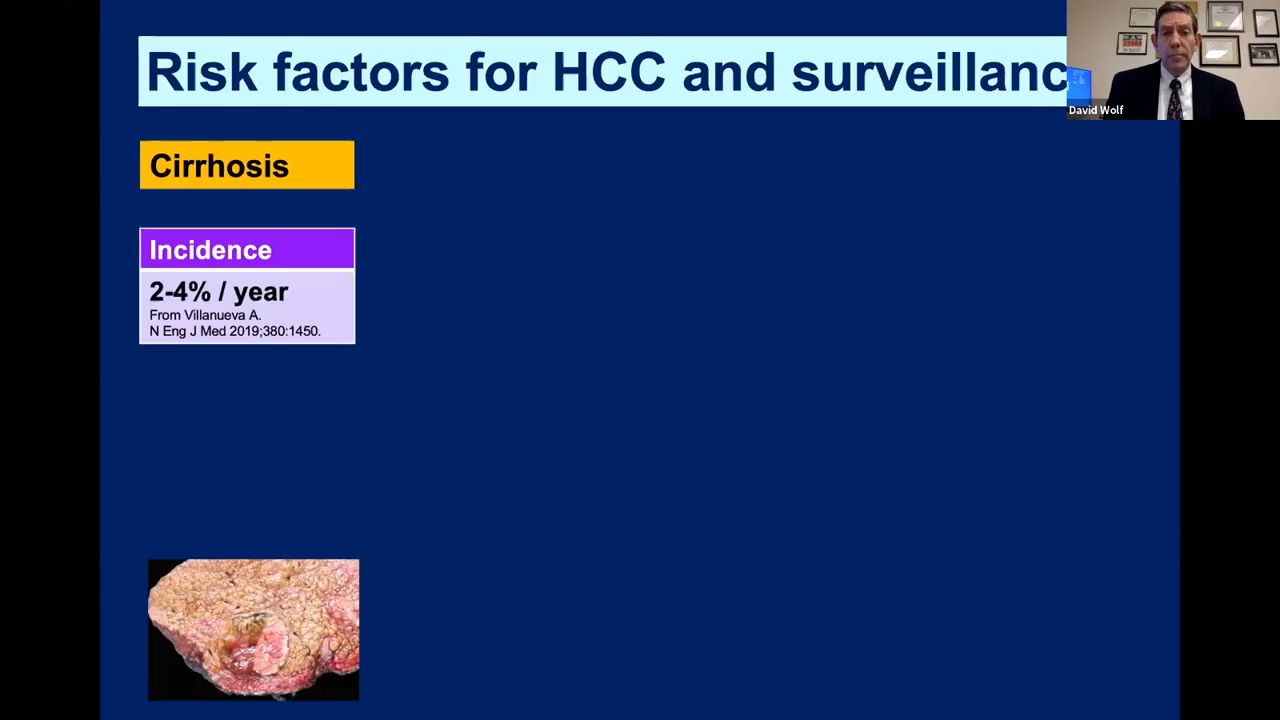 Risk factors for HCC and surveillanc
David Wolf
Cirrhosis
Incidence
2-4% / year
From Villanueva A.
N Eng J Med 2019;380:1450.